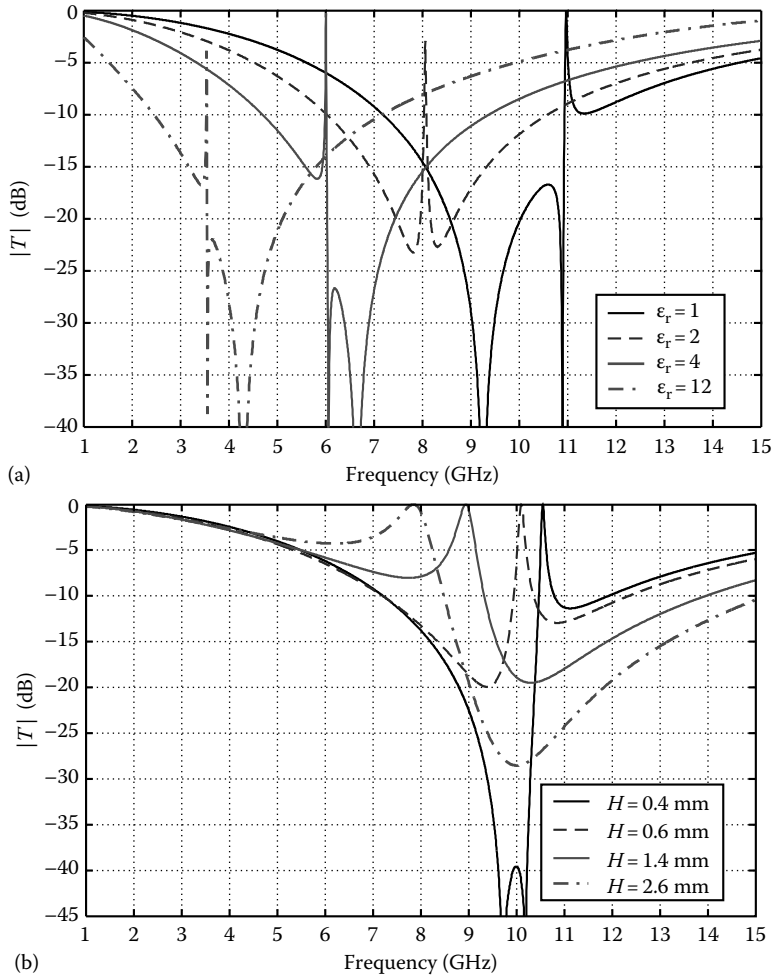 0
−5
−10
−15
−20
−25
−30
−35
−40
|T| (dB)
εr = 1
εr = 2
εr = 4
εr = 12
1 2 3 4 5 6 7 8 9 10 11 12 13 14 15
(a)
Frequency (GHz)
0
−5
−10
−15
−20
−25
−30
−35
−40
−45
|T| (dB)
H = 0.4 mm
H = 0.6 mm
H = 1.4 mm
H = 2.6 mm
1 2 3 4 5 6 7 8 9 10 11 12 13 14 15
(b)
Frequency (GHz)